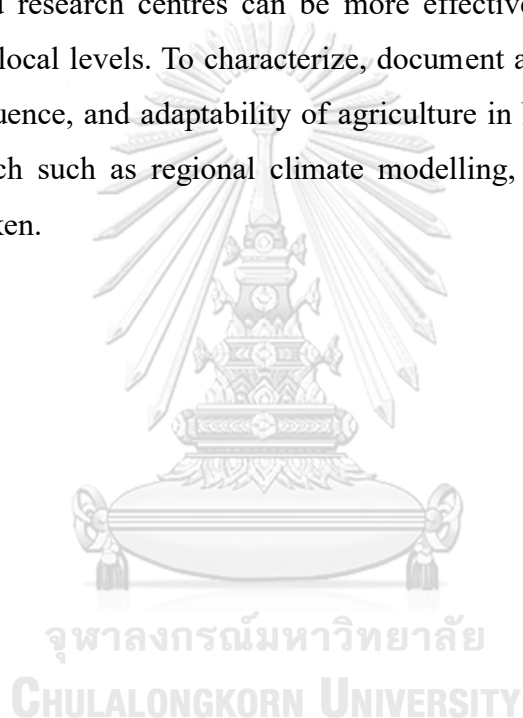 research centres can be more effective
local levels. To characterize, document
uence, and adaptability of agriculture in
ch such as regional climate modelling,
ken.
จุฬาลงกรณ์มหาวิทยาลัย
CHULALONGKORN UNIVERSITY